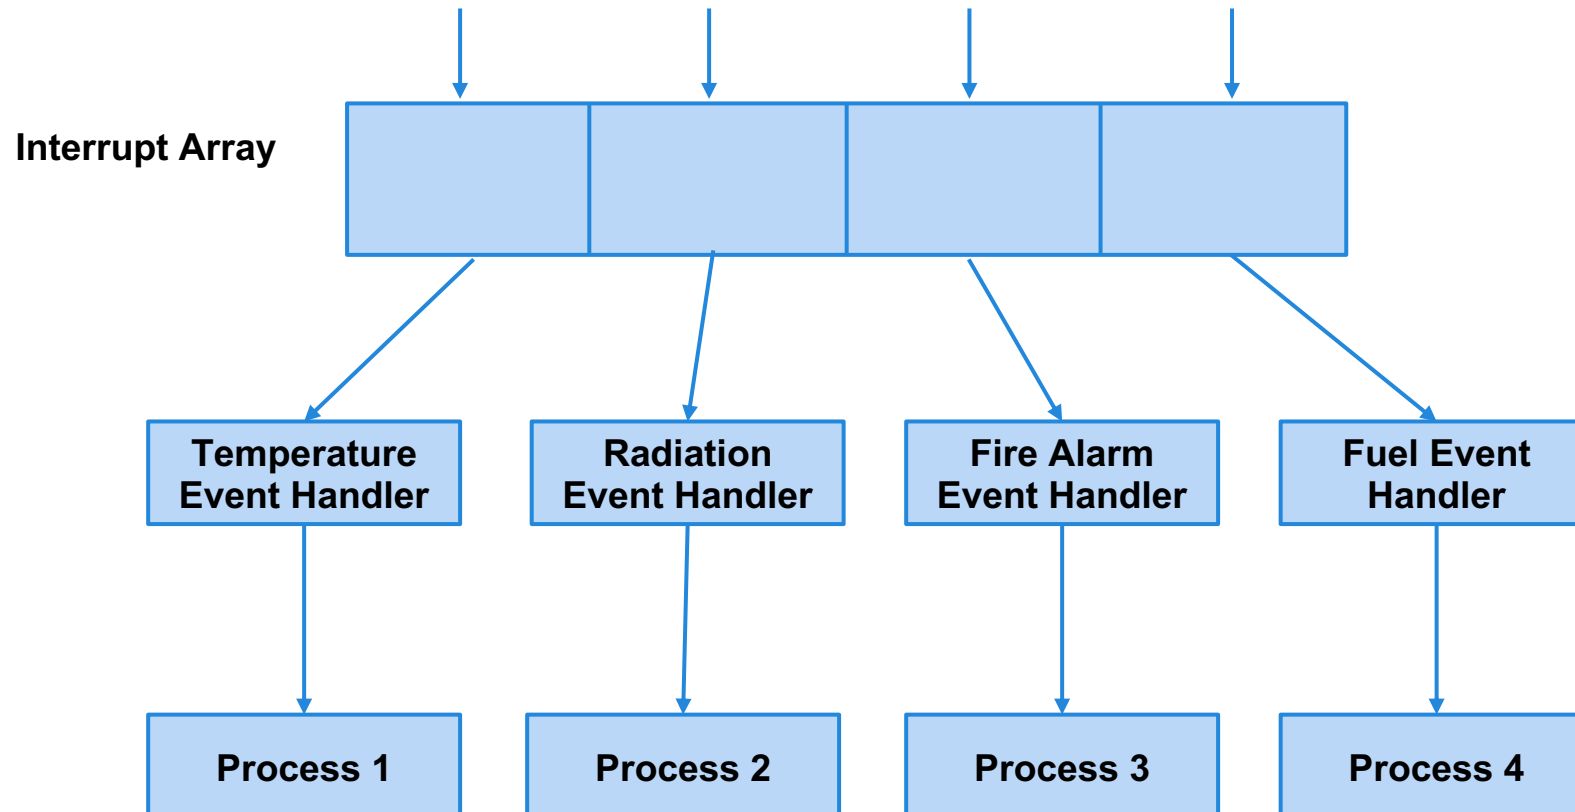 Interrupt Array
Temperature
Event Handler
Radiation
Event Handler
Fire Alarm
Event Handler
Fuel Event
Handler
Process 1
Process 2
Process 3
Process 4